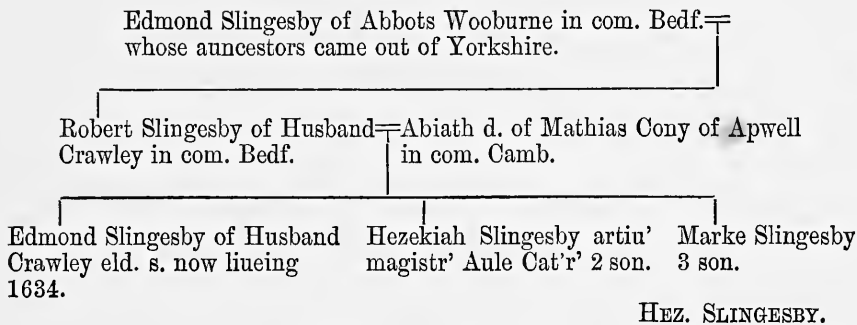 Edmond Slingesby of Abbots Wooburne in com. Bedf.
whose auncestors came out of Yorkshire.
Robert Slingesby of Husband
Crawley in com. Bedf.
Abiath d. of Mathias Cony of Apwell
in com. Camb.
Edmond Slingesby of Husband
Crawley eld. s. now liueing
1634.
Hezekiah Slingesby artiu'
magistr' Aule Cat'r' 2 son.
Marke Slingesby
3 son.
HEZ. SLINGESBY.